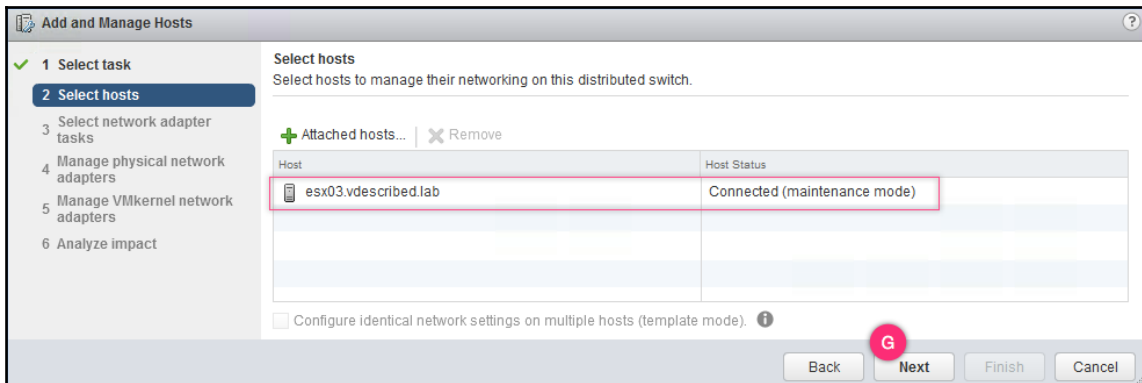 Add and Manage Hosts
?
1 Select task
2 Select hosts
3 Select network adapter
tasks
4 Manage physical network
adapters
5 Manage VMkernel network
adapters
6 Analyze impact
Select hosts
Select hosts to manage their networking on this distributed switch.
Attached hosts... Remove
Host Host Status
esx03.vdescribed.lab Connected (maintenance mode)
Configure identical network settings on multiple hosts (template mode). i
G
Back Next Finish Cancel